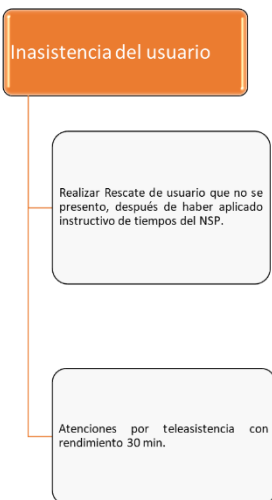 Inasistencia del usuario
Realizar Rescate de usuario que no se
presento, después de haber aplicado
instructivo de tiempos del NSP.
Atenciones por teleasistencia con
rendimiento 30 min.